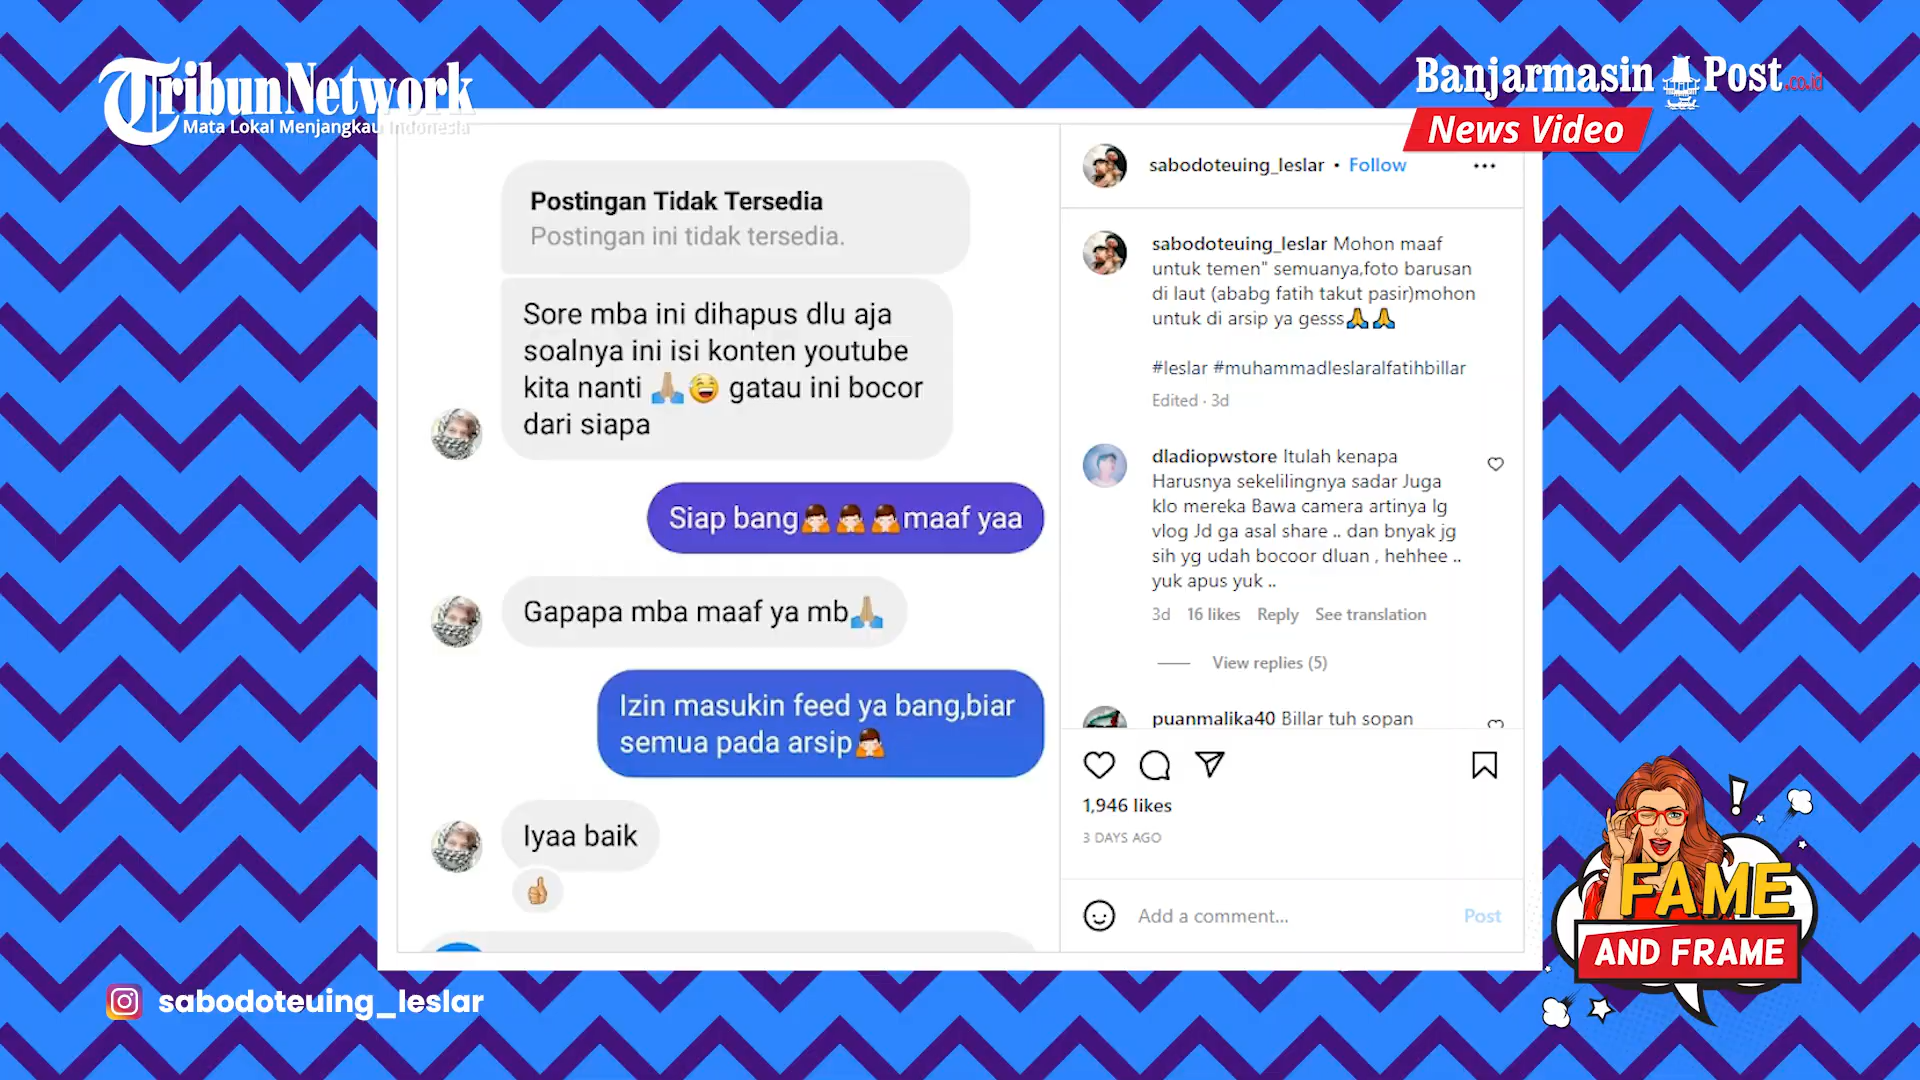 TribunNetwork
Mata Lokal Menjangkau Indonesia
Banjarmasin Post.co.id
News Video
Postingan Tidak Tersedia
Postingan ini tidak tersedia.
Sore mba ini dihapus dlu aja
soalnya ini isi konten youtube
kita nanti 🙏🏼😅 gatau ini bocor
dari siapa
Siap bang🙇🙇🙇maaf yaa
Gapapa mba maaf ya mb🙏🏼
Izin masukin feed ya bang,biar
semua pada arsip🙇
Iyaa baik
👍🏼
sabodoteuing_leslar • Follow
sabodoteuing_leslar Mohon maaf
untuk temen" semuanya,foto barusan
di laut (ababg fatih takut pasir)mohon
untuk di arsip ya gesss🙏🙏
#leslar #muhammadleslaralfatihbillar
Edited · 3d
dladiopwstore Itulah kenapa
Harusnya sekelilingnya sadar Juga
klo mereka Bawa camera artinya lg
vlog Jd ga asal share .. dan bnyak jg
sih yg udah bocoor dluan , hehhee ..
yuk apus yuk ..
3d 16 likes Reply See translation
View replies (5)
puanmalika40 Billar tuh sopan
1,946 likes
3 DAYS AGO
Add a comment... Post
FAME
AND FRAME
sabodoteuing_leslar